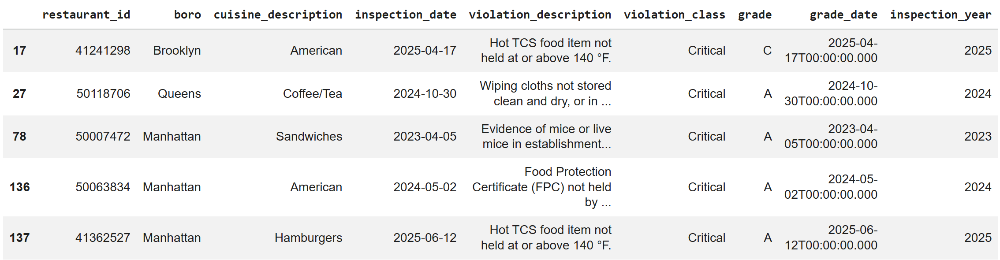 restaurant_id boro cuisine_description inspection_date violation_description violation_class grade grade_date inspection_year
17 41241298 Brooklyn American 2025-04-17 Hot TCS food item not held at or above 140 °F. Critical C 2025-04-17T00:00:00.000 2025
27 50118706 Queens Coffee/Tea 2024-10-30 Wiping cloths not stored clean and dry, or in ... Critical A 2024-10-30T00:00:00.000 2024
78 50007472 Manhattan Sandwiches 2023-04-05 Evidence of mice or live mice in establishment... Critical A 2023-04-05T00:00:00.000 2023
136 50063834 Manhattan American 2024-05-02 Food Protection Certificate (FPC) not held by ... Critical A 2024-05-02T00:00:00.000 2024
137 41362527 Manhattan Hamburgers 2025-06-12 Hot TCS food item not held at or above 140 °F. Critical A 2025-06-12T00:00:00.000 2025